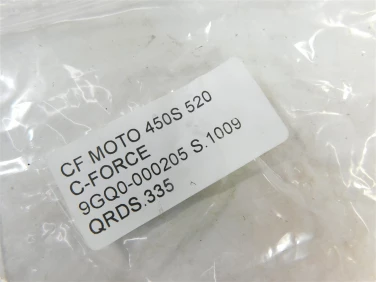 CF MOTO 450S 520
C-FORCE
9GQ0-000205 S.1009
QRDS.335